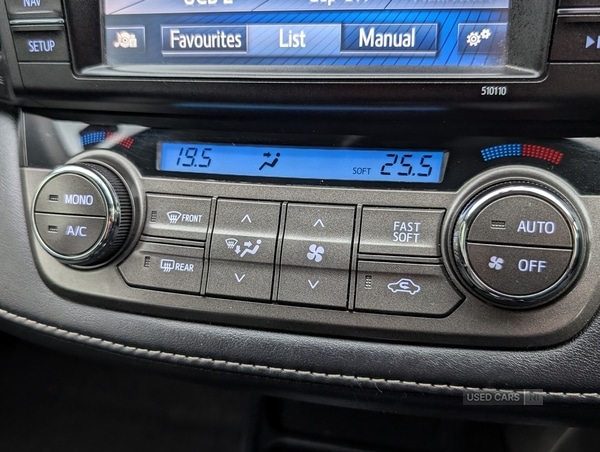 NAV
SETUP
Favourites List Manual
510110
19.5 SOFT 25.5
MONO
A/C
FRONT
REAR
FAST
SOFT
AUTO
OFF
USED CARS NI